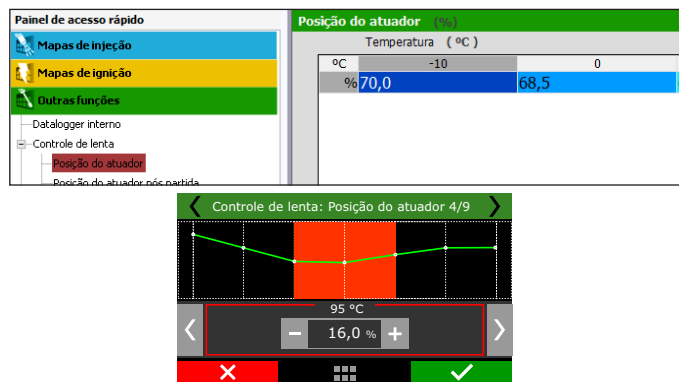 Painel de acesso rápido
Mapas de injeção
Mapas de ignição
Outras funções
Datalogger interno
Controle de lenta
Posição do atuador
Posição do atuador pós partida
Posição do atuador (%)
Temperatura ( ºC )
ºC -10 0
% 70,0 68,5
Controle de lenta: Posição do atuador 4/9
95 °C
16,0 %